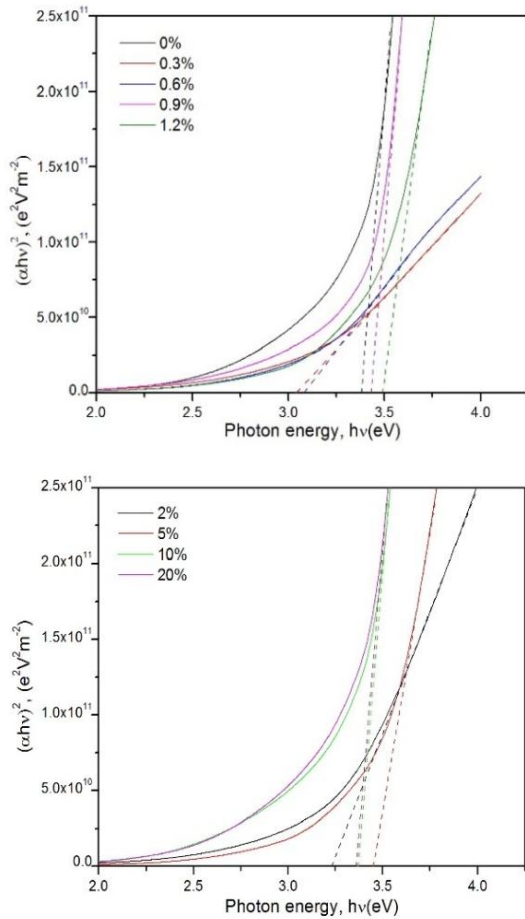 2.5x10¹¹
0%
0.3%
0.6%
0.9%
1.2%
2.0x10¹¹
1.5x10¹¹
1.0x10¹¹
5.0x10¹⁰
0.0
(αhν)², (e²V²m⁻²)
2.0 2.5 3.0 3.5 4.0
Photon energy, hν(eV)
2.5x10¹¹
2%
5%
10%
20%
2.0x10¹¹
1.5x10¹¹
1.0x10¹¹
5.0x10¹⁰
0.0
(αhν)², (e²V²m⁻²)
2.0 2.5 3.0 3.5 4.0
Photon energy, hν(eV)